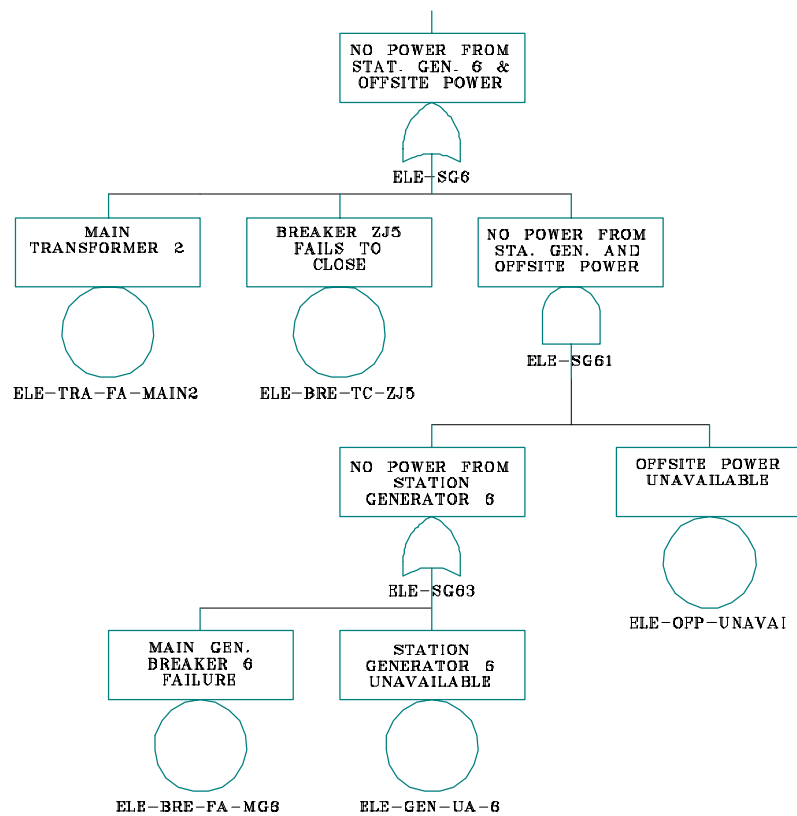 NO POWER FROM
STAT. GEN. 6 &
OFFSITE POWER
ELE-SG6
MAIN
TRANSFORMER 2
BREAKER ZJ5
FAILS TO
CLOSE
NO POWER FROM
STA. GEN. AND
OFFSITE POWER
ELE-TRA-FA-MAIN2
ELE-BRE-TC-ZJ5
ELE-SG61
NO POWER FROM
STATION
GENERATOR 6
OFFSITE POWER
UNAVAILABLE
ELE-SG63
ELE-OFP-UNAVAI
MAIN GEN.
BREAKER 6
FAILURE
STATION
GENERATOR 6
UNAVAILABLE
ELE-BRE-FA-MG6
ELE-GEN-UA-6